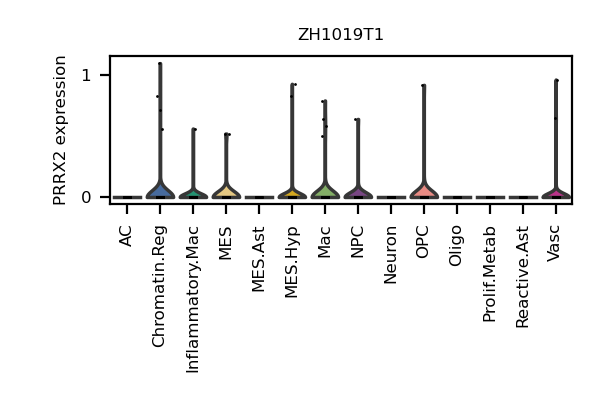 ZH1019T1
PRRX2 expression
1
0
AC
Chromatin.Reg
Inflammatory.Mac
MES
MES.Ast
MES.Hyp
Mac
NPC
Neuron
OPC
Oligo
Prolif.Metab
Reactive.Ast
Vasc